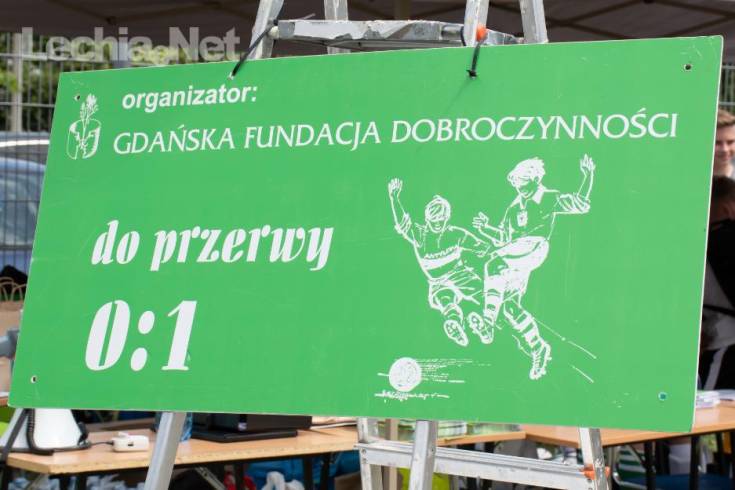 Lechia.Net
organizator:
GDAŃSKA FUNDACJA DOBROCZYNNOŚCI
do przerwy
0:1